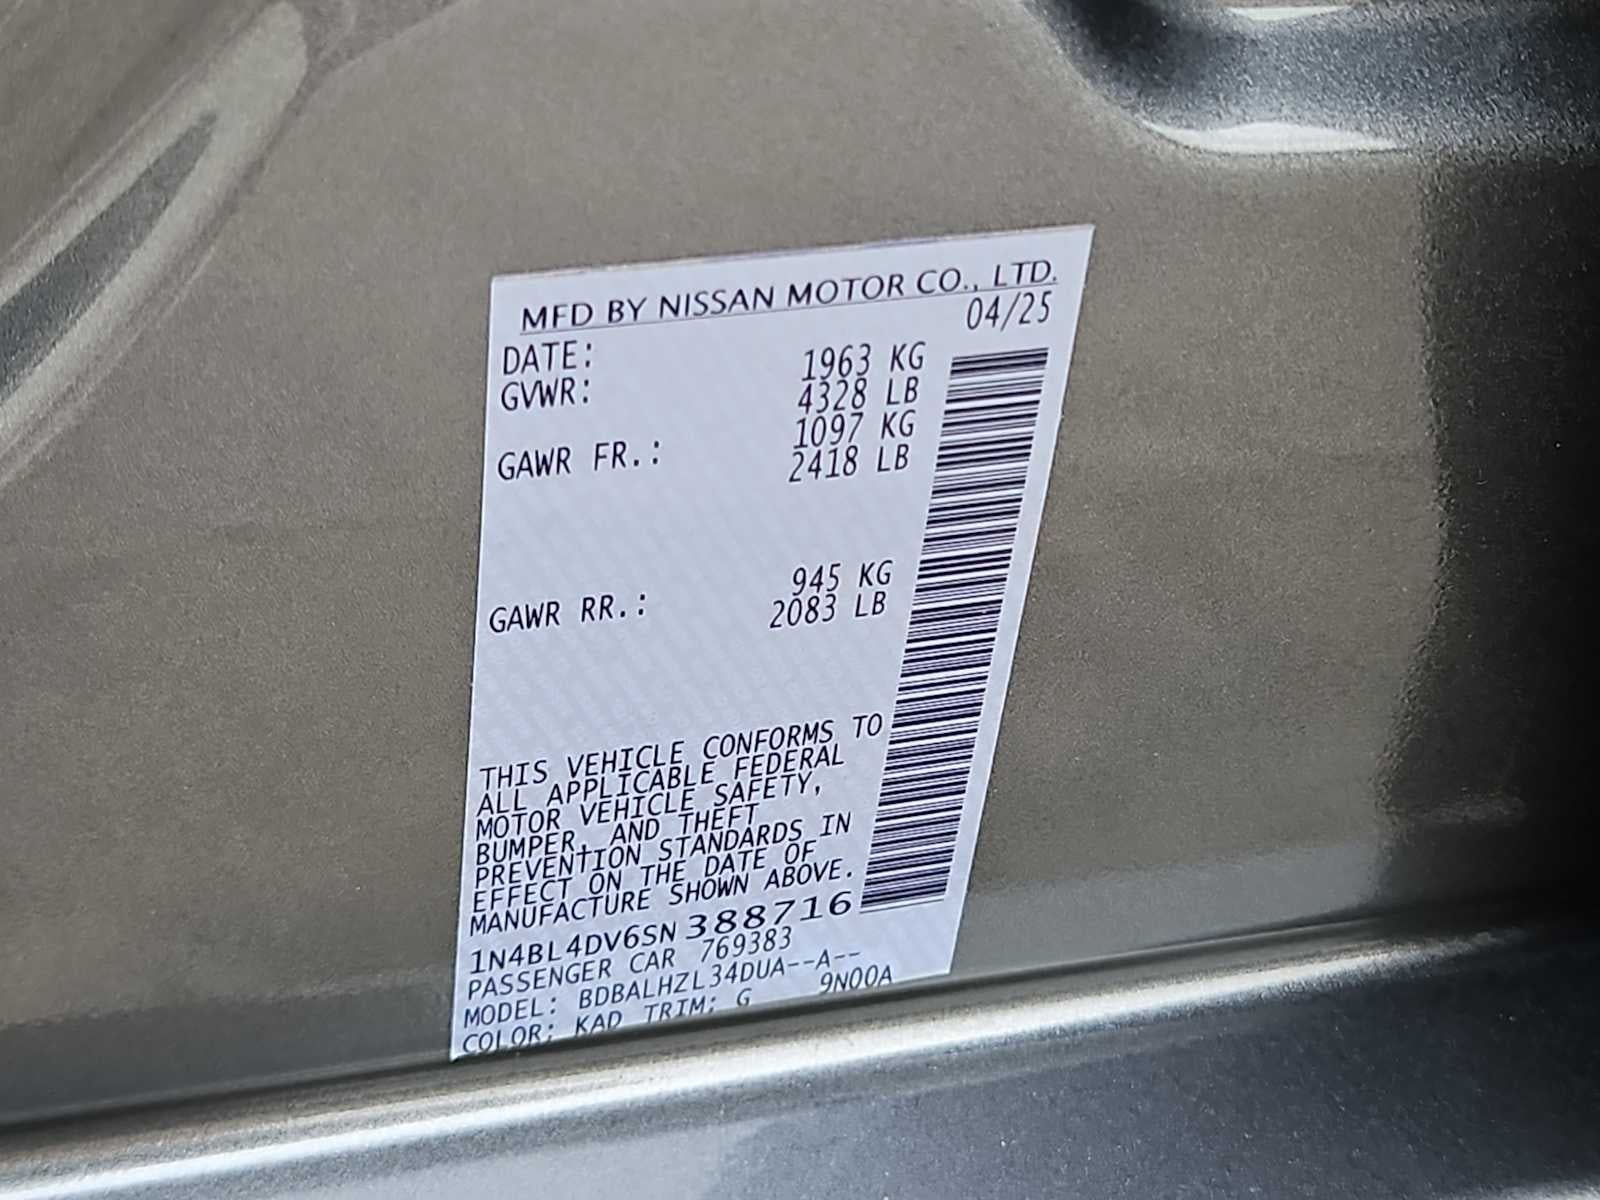 MFD BY NISSAN MOTOR CO., LTD.
DATE: 04/25
GVWR: 1963 KG
4328 LB
GAWR FR.: 1097 KG
2418 LB
GAWR RR.: 945 KG
2083 LB
THIS VEHICLE CONFORMS TO
ALL APPLICABLE FEDERAL
MOTOR VEHICLE SAFETY,
BUMPER, AND THEFT
PREVENTION STANDARDS IN
EFFECT ON THE DATE OF
MANUFACTURE SHOWN ABOVE.
1N4BL4DV6SN388716
PASSENGER CAR 769383
MODEL: BDBALHZL34DUA--A--
COLOR: KAD TRIM: G 9N00A